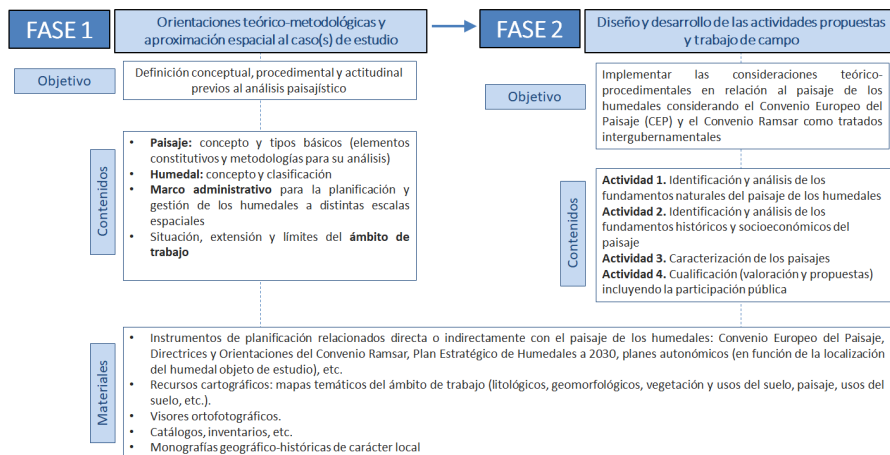 FASE 1
Orientaciones teórico-metodológicas y
aproximación espacial al caso(s) de estudio
Objetivo
Definición conceptual, procedimental y actitudinal
previos al análisis paisajístico
Contenidos
• Paisaje: concepto y tipos básicos (elementos
constitutivos y metodologías para su análisis)
• Humedal: concepto y clasificación
• Marco administrativo para la planificación y
gestión de los humedales a distintas escalas
espaciales
• Situación, extensión y límites del ámbito de
trabajo
FASE 2
Diseño y desarrollo de las actividades propuestas
y trabajo de campo
Objetivo
Implementar las consideraciones teórico-
procedimentales en relación al paisaje de los
humedales considerando el Convenio Europeo del
Paisaje (CEP) y el Convenio Ramsar como tratados
intergubernamentales
Contenidos
Actividad 1. Identificación y análisis de los
fundamentos naturales del paisaje de los humedales
Actividad 2. Identificación y análisis de los
fundamentos históricos y socioeconómicos del
paisaje
Actividad 3. Caracterización de los paisajes
Actividad 4. Cualificación (valoración y propuestas)
incluyendo la participación pública
Materiales
• Instrumentos de planificación relacionados directa o indirectamente con el paisaje de los humedales: Convenio Europeo del Paisaje,
Directrices y Orientaciones del Convenio Ramsar, Plan Estratégico de Humedales a 2030, planes autonómicos (en función de la localización
del humedal objeto de estudio), etc.
• Recursos cartográficos: mapas temáticos del ámbito de trabajo (litológicos, geomorfológicos, vegetación y usos del suelo, paisaje, usos del
suelo, etc.).
• Visores ortofotográficos.
• Catálogos, inventarios, etc.
• Monografías geográfico-históricas de carácter local